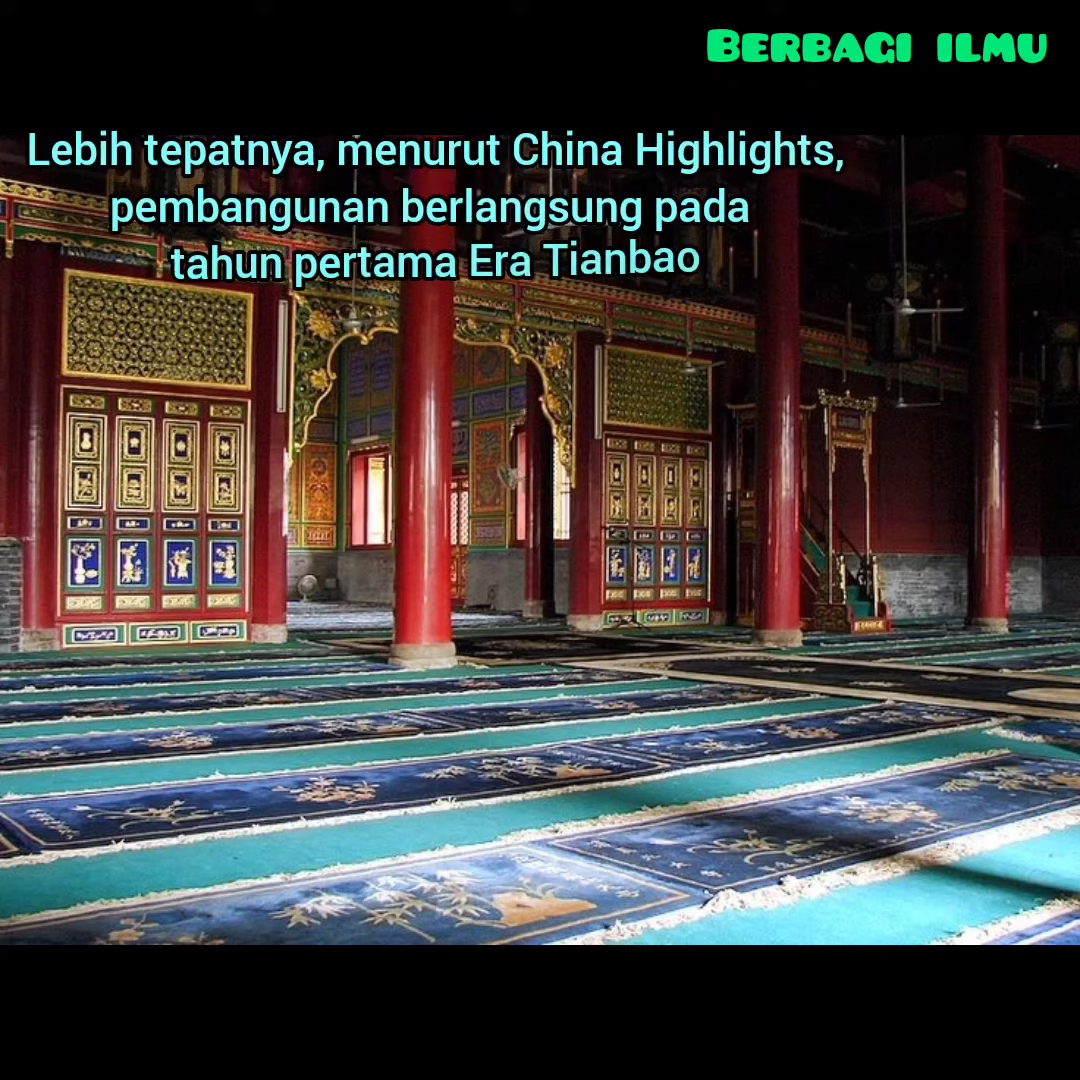 BERBAGI ILMU
Lebih tepatnya, menurut China Highlights,
pembangunan berlangsung pada
tahun pertama Era Tianbao